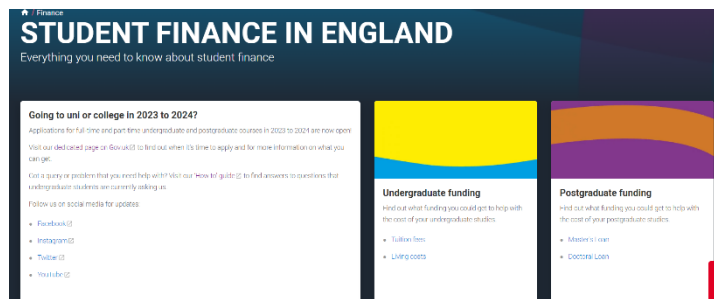 / Finance
STUDENT FINANCE IN ENGLAND
Everything you need to know about student finance
Going to uni or college in 2023 to 2024?
Applications for full-time and part-time undergraduate and postgraduate courses in 2023 to 2024 are now open!
Visit our dedicated page on Gov.uk to find out when it's time to apply and for more information on what you
can get.
Got a query or problem that you need help with? Visit our 'How to' guide to find answers to questions that
undergraduate students are currently asking us.
Follow us on social media for updates
Facebook
Instagram
Twitter
YouTube
Undergraduate funding
Find out what funding you could get to help with
the cost of your undergraduate studies.
Tuition fees
Living costs
Postgraduate funding
Find out what funding you could get to help with
the cost of your postgraduate studies.
Master's Loan
Doctoral Loan